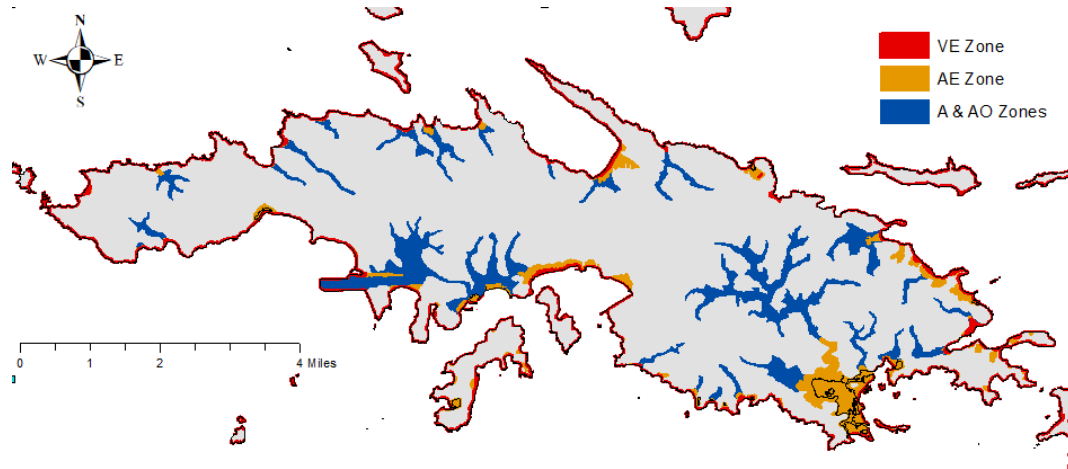 N
W E
S
VE Zone
AE Zone
A & AO Zones
0 1 2 4 Miles